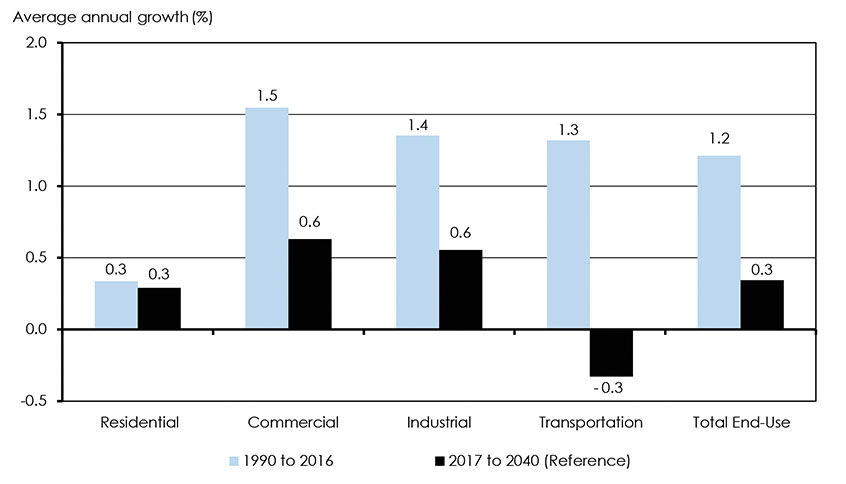 Average annual growth (%)
2.0
1.5
1.0
0.5
0.0
-0.5
0.3
0.3
1.5
0.6
1.4
0.6
1.3
- 0.3
1.2
0.3
Residential
Commercial
Industrial
Transportation
Total End-Use
1990 to 2016
2017 to 2040 (Reference)